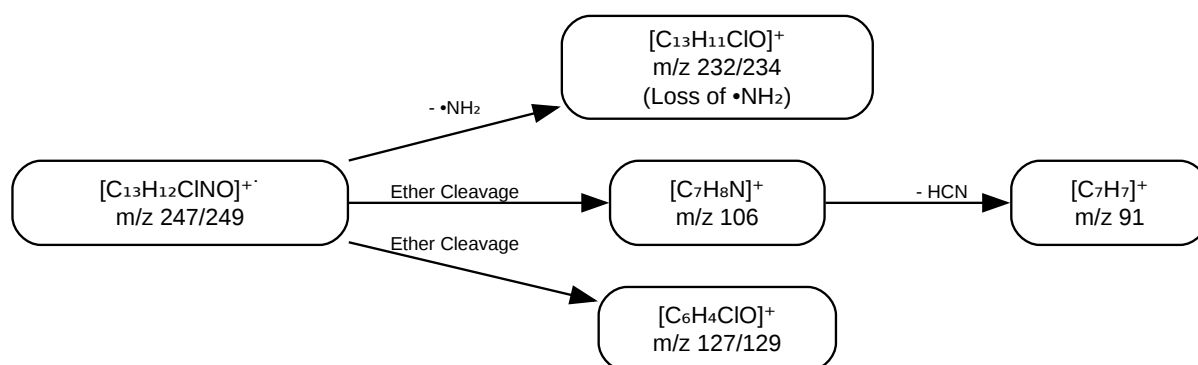 [C₁₃H₁₁ClO]⁺
m/z 232/234
(Loss of •NH₂)
- •NH₂
[C₁₃H₁₂ClNO]⁺˙
m/z 247/249
Ether Cleavage
[C₇H₈N]⁺
m/z 106
- HCN
[C₇H₇]⁺
m/z 91
Ether Cleavage
[C₆H₄ClO]⁺
m/z 127/129